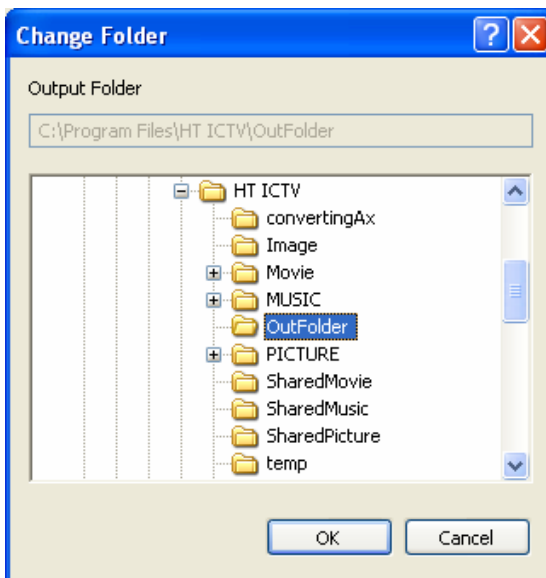 Change Folder
Output Folder
C:\Program Files\HT ICTV\OutFolder
HT ICTV
convertingAx
Image
Movie
MUSIC
OutFolder
PICTURE
SharedMovie
SharedMusic
SharedPicture
temp
OK Cancel